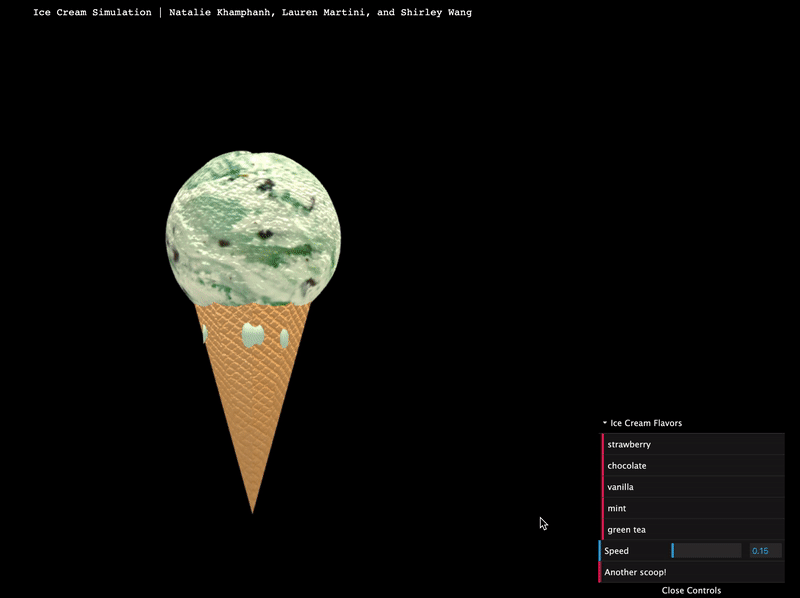 Ice Cream Simulation | Natalie Khamphanh, Lauren Martini, and Shirley Wang
Ice Cream Flavors
strawberry
chocolate
vanilla
mint
green tea
Speed 0.15
Another scoop!
Close Controls